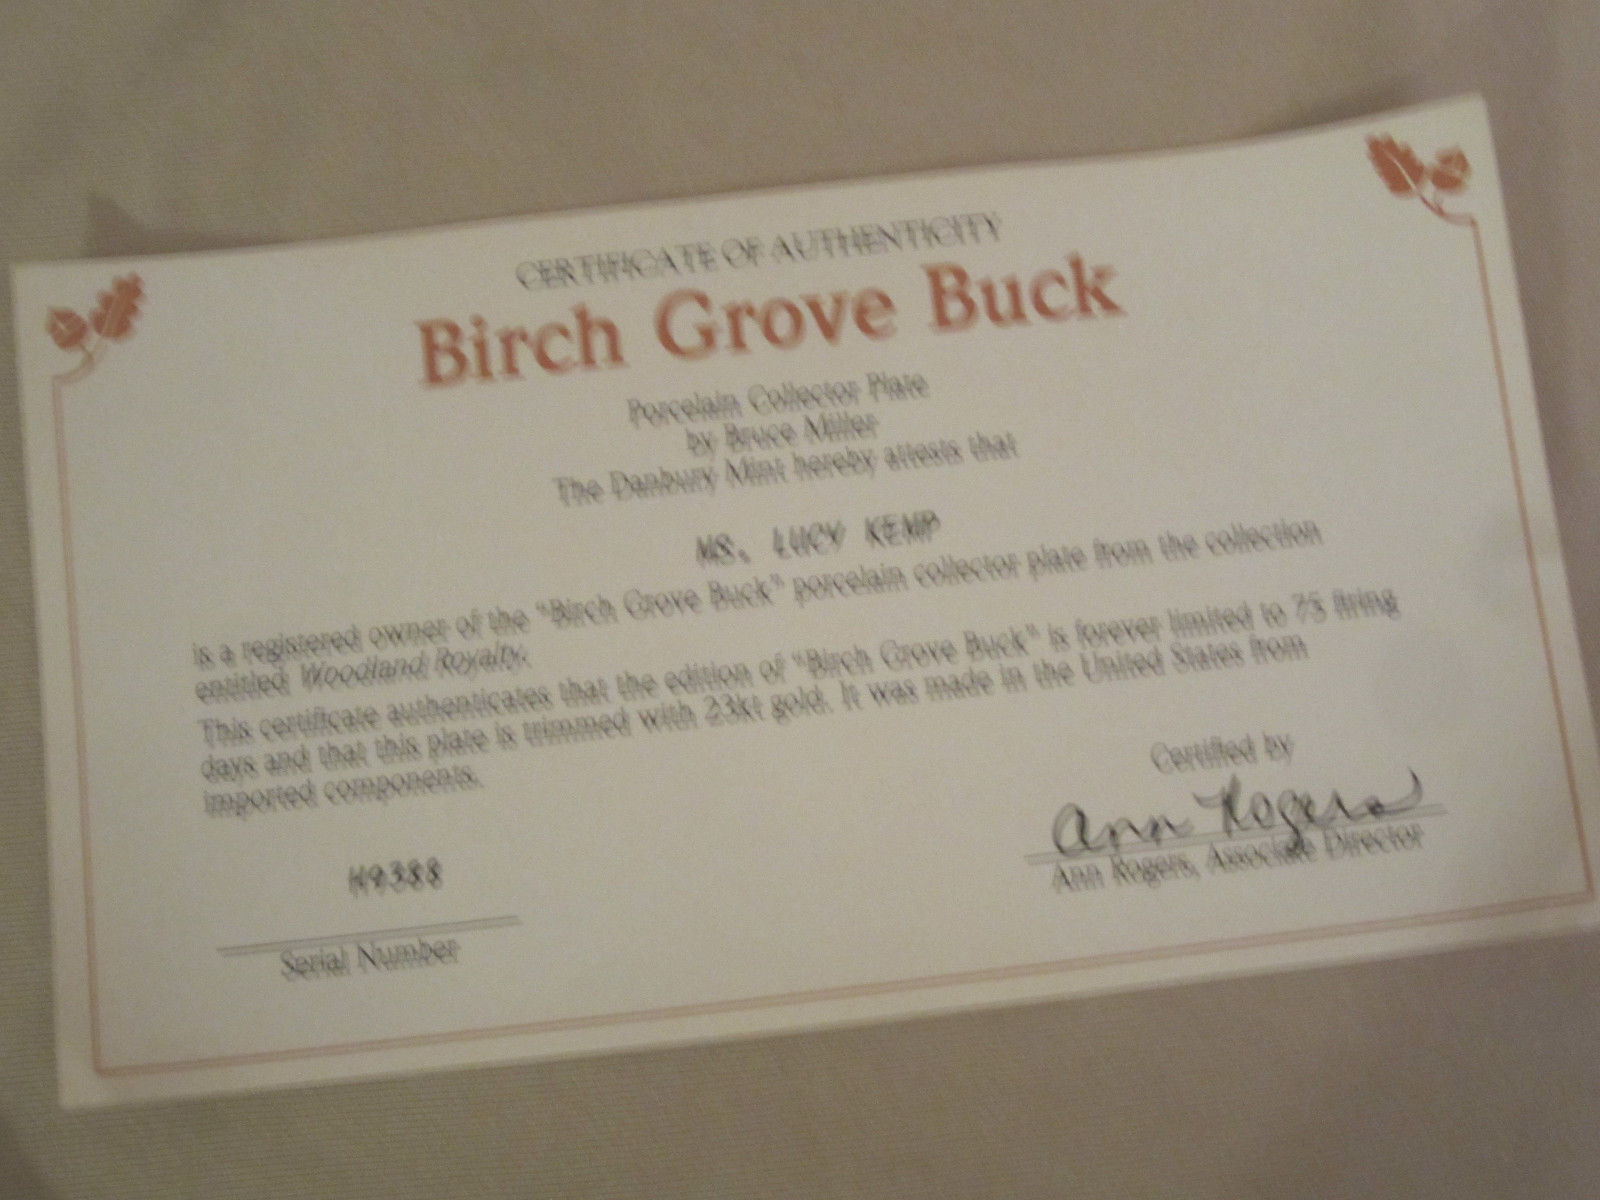 CERTIFICATE OF AUTHENTICITY
Birch Grove Buck
Porcelain Collector Plate
by Bruce Miller
The Danbury Mint hereby attests that
MS. LUCY KEMP
is a registered owner of the “Birch Grove Buck” porcelain collector plate from the collection
entitled Woodland Royalty.
This certificate authenticates that the edition of “Birch Grove Buck” is forever limited to 75 firing
days and that this plate is trimmed with 23kt gold. It was made in the United States from
imported components.
Certified by
Ann Rogers
Ann Rogers, Associate Director
H9388
Serial Number